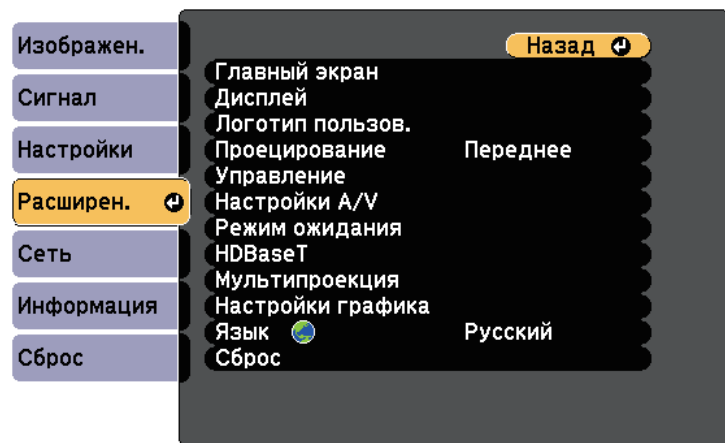 Изображен.
Сигнал
Настройки
Расширен.
Сеть
Информация
Сброс
Назад
Главный экран
Дисплей
Логотип пользов.
Проецирование Переднее
Управление
Настройки A/V
Режим ожидания
HDBaseT
Мультипроекция
Настройки графика
Язык Русский
Сброс